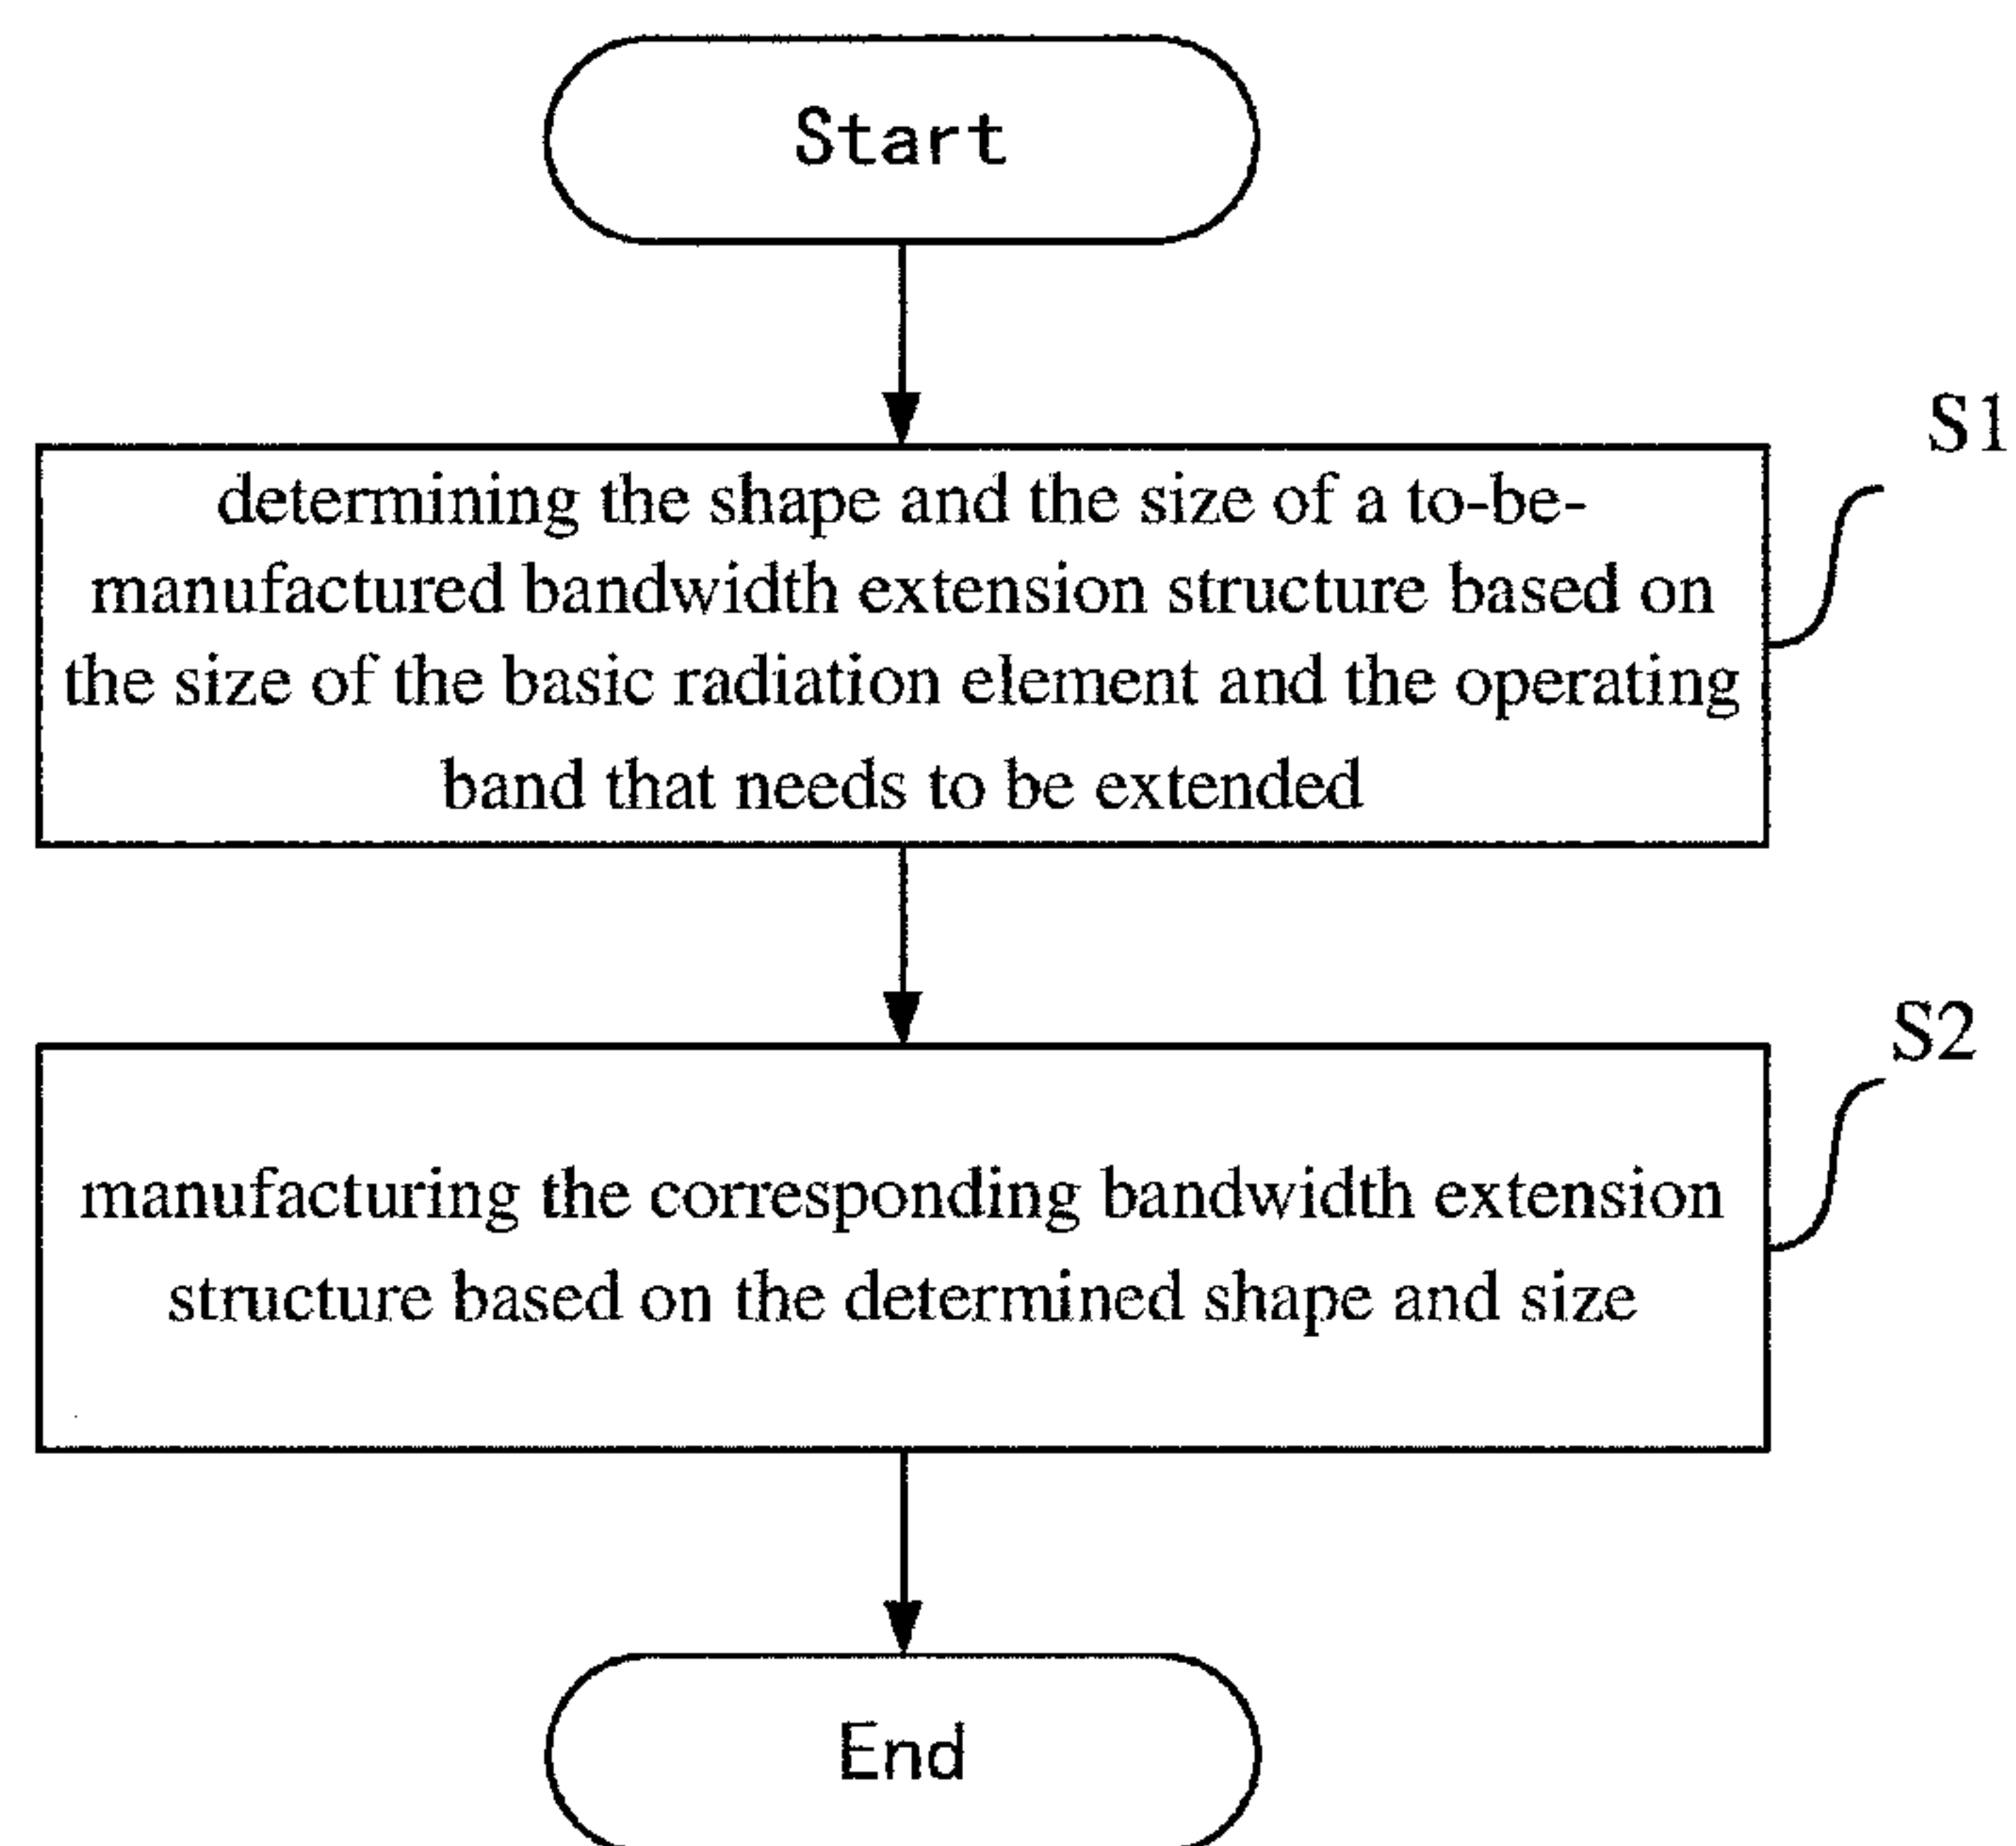 Start
S1
determining the shape and the size of a to-be-
manufactured bandwidth extension structure based on
the size of the basic radiation element and the operating
band that needs to be extended
S2
manufacturing the corresponding bandwidth extension
structure based on the determined shape and size
End